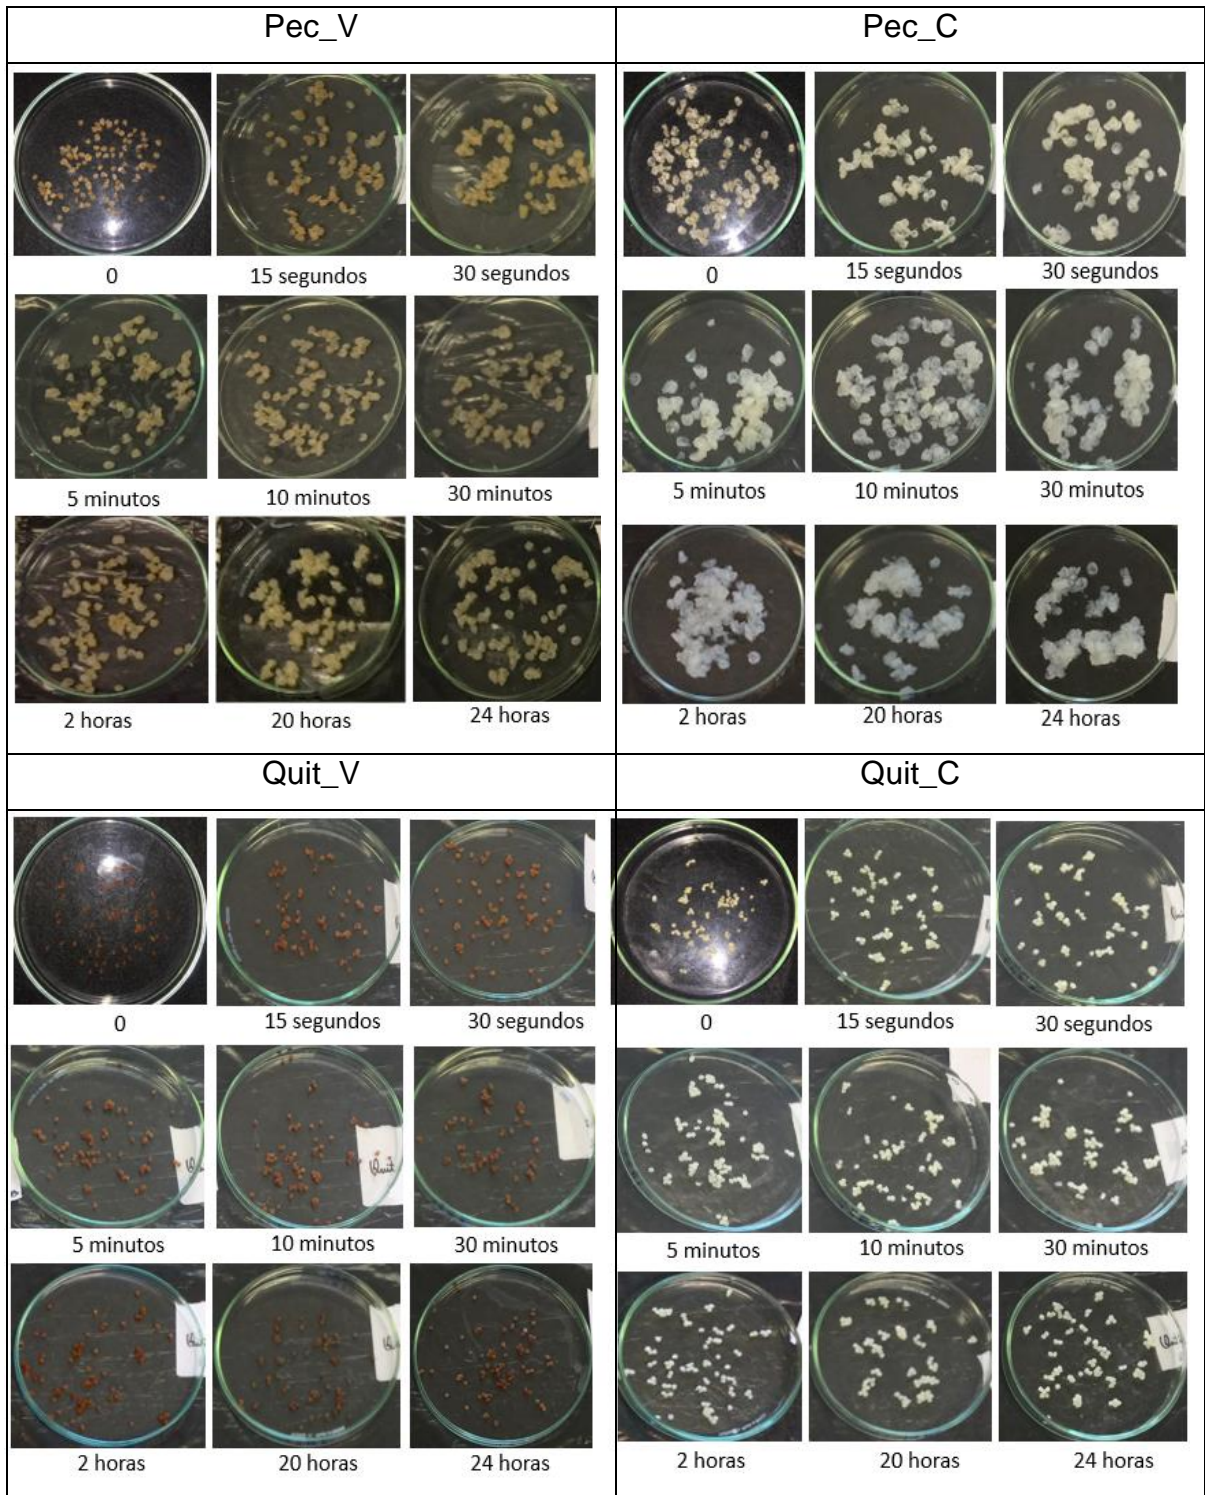 Pec_V
Pec_C
0
15 segundos
30 segundos
0
15 segundos
30 segundos
5 minutos
10 minutos
30 minutos
5 minutos
10 minutos
30 minutos
2 horas
20 horas
24 horas
2 horas
20 horas
24 horas
Quit_V
Quit_C
0
15 segundos
30 segundos
0
15 segundos
30 segundos
Quit
5 minutos
10 minutos
30 minutos
5 minutos
10 minutos
30 minutos
2 horas
20 horas
24 horas
2 horas
20 horas
24 horas